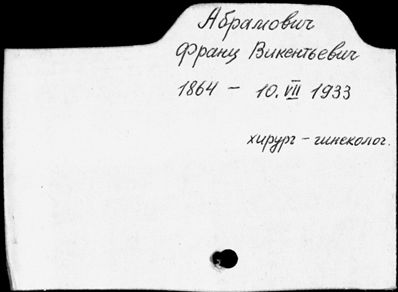 Абрамович
Франц Викентьевич
1864 – 10. VII 1933
хирург – гинеколог.